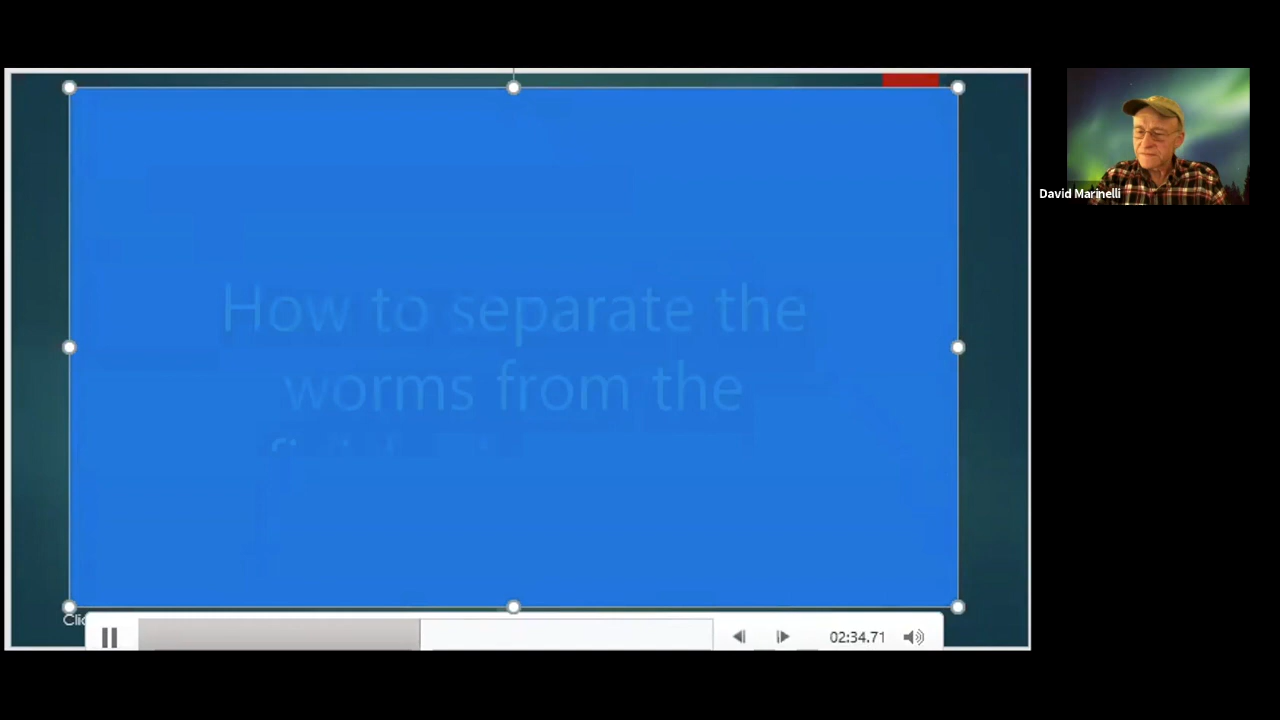 How to separate the
worms from the
David Marinelli
02:34.71